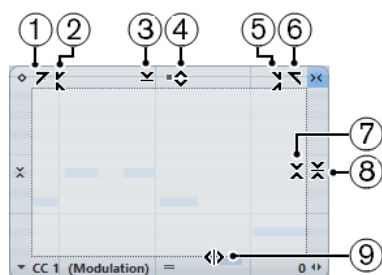 ① ② ③ ④ ⑤ ⑥
⑦
⑧
⑨
CC 1 (Modulation) 0